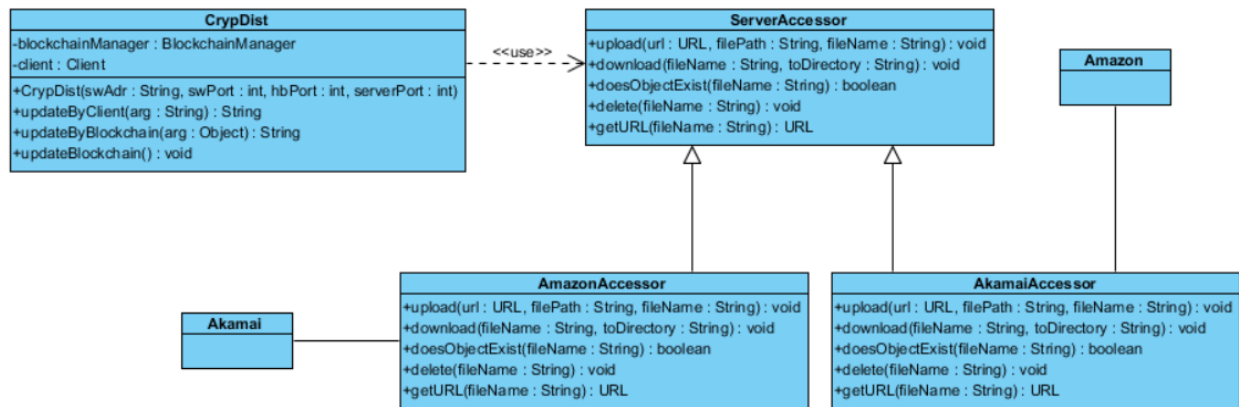 CrypDist
-blockchainManager : BlockchainManager
-client : Client
+CrypDist(swAdr : String, swPort : int, hbPort : int, serverPort : int)
+updateByClient(arg : String) : String
+updateByBlockchain(arg : Object) : String
+updateBlockchain() : void
<<use>>
ServerAccessor
+upload(url : URL, filePath : String, fileName : String) : void
+download(fileName : String, toDirectory : String) : void
+doesObjectExist(fileName : String) : boolean
+delete(fileName : String) : void
+getURL(fileName : String) : URL
Amazon
Akamai
AmazonAccessor
+upload(url : URL, filePath : String, fileName : String) : void
+download(fileName : String, toDirectory : String) : void
+doesObjectExist(fileName : String) : boolean
+delete(fileName : String) : void
+getURL(fileName : String) : URL
AkamaiAccessor
+upload(url : URL, filePath : String, fileName : String) : void
+download(fileName : String, toDirectory : String) : void
+doesObjectExist(fileName : String) : boolean
+delete(fileName : String) : void
+getURL(fileName : String) : URL